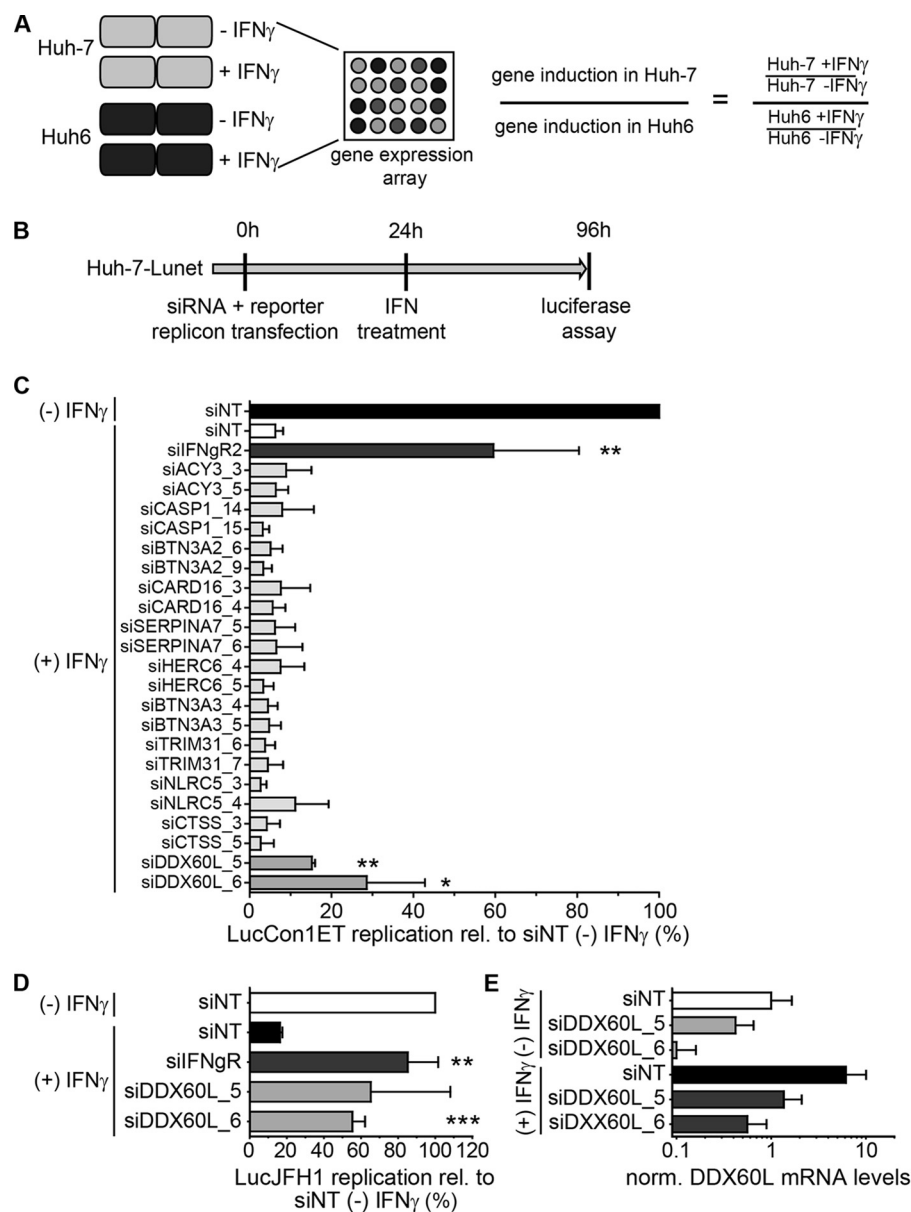 A
Huh-7
- IFNγ
+ IFNγ
Huh6
- IFNγ
+ IFNγ
gene expression
array
gene induction in Huh-7
gene induction in Huh6
=
Huh-7 +IFNγ
Huh-7 -IFNγ
Huh6 +IFNγ
Huh6 -IFNγ
B
0h
24h
96h
Huh-7-Lunet
siRNA + reporter
replicon transfection
IFN
treatment
luciferase
assay
C
(-) IFNγ
siNT
(+) IFNγ
siNT
siIFNgR2
**
siACY3_3
siACY3_5
siCASP1_14
siCASP1_15
siBTN3A2_6
siBTN3A2_9
siCARD16_3
siCARD16_4
siSERPINA7_5
siSERPINA7_6
siHERC6_4
siHERC6_5
siBTN3A3_4
siBTN3A3_5
siTRIM31_6
siTRIM31_7
siNLRC5_3
siNLRC5_4
siCTSS_3
siCTSS_5
siDDX60L_5
**
siDDX60L_6
*
0 20 40 60 80 100
LucCon1ET replication rel. to siNT (-) IFNγ (%)
D
(-) IFNγ
siNT
(+) IFNγ
siNT
siIFNgR
**
siDDX60L_5
siDDX60L_6
***
0 20 40 60 80 100 120
LucJFH1 replication rel. to
siNT (-) IFNγ (%)
E
(-) IFNγ
siNT
siDDX60L_5
siDDX60L_6
(+) IFNγ
siNT
siDDX60L_5
siDXX60L_6
0.1 1 10
norm. DDX60L mRNA levels